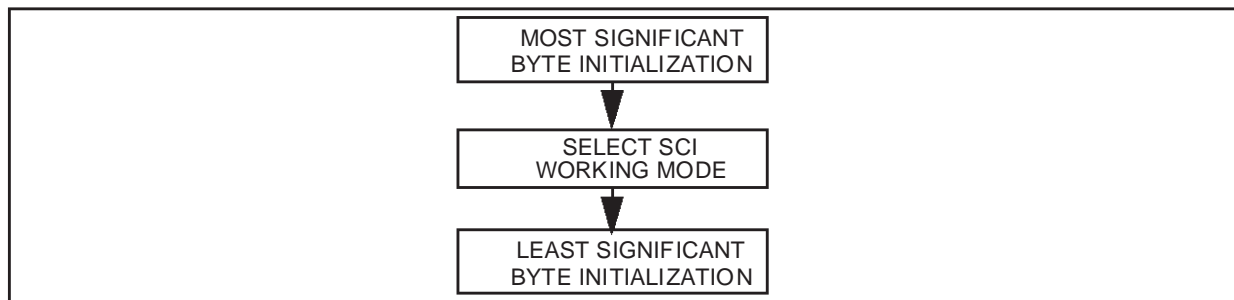 MOST SIGNIFICANT
BYTE INITIALIZATION
SELECT SCI
WORKING MODE
LEAST SIGNIFICANT
BYTE INITIALIZATION